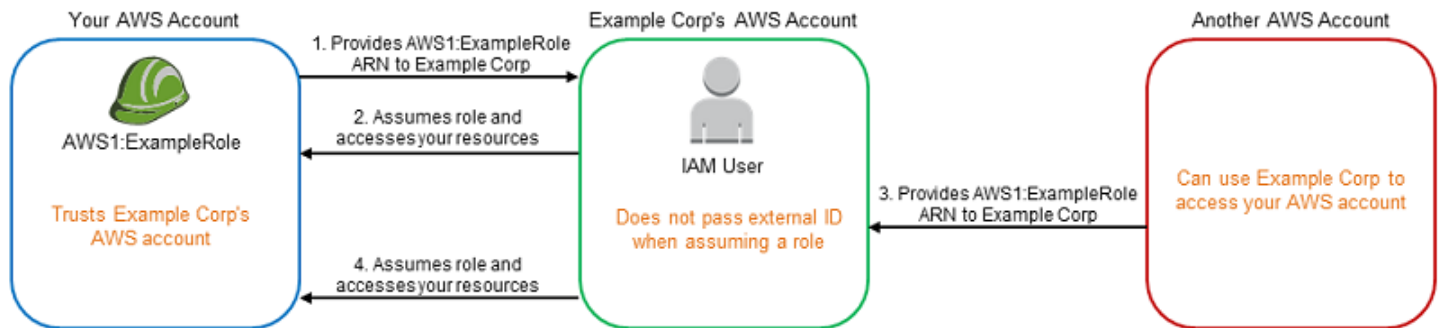 Your AWS Account
Example Corp's AWS Account
Another AWS Account
1. Provides AWS1:ExampleRole
ARN to Example Corp
AWS1:ExampleRole
2. Assumes role and
accesses your resources
IAM User
Trusts Example Corp's
AWS account
Does not pass external ID
when assuming a role
3. Provides AWS1:ExampleRole
ARN to Example Corp
Can use Example Corp to
access your AWS account
4. Assumes role and
accesses your resources